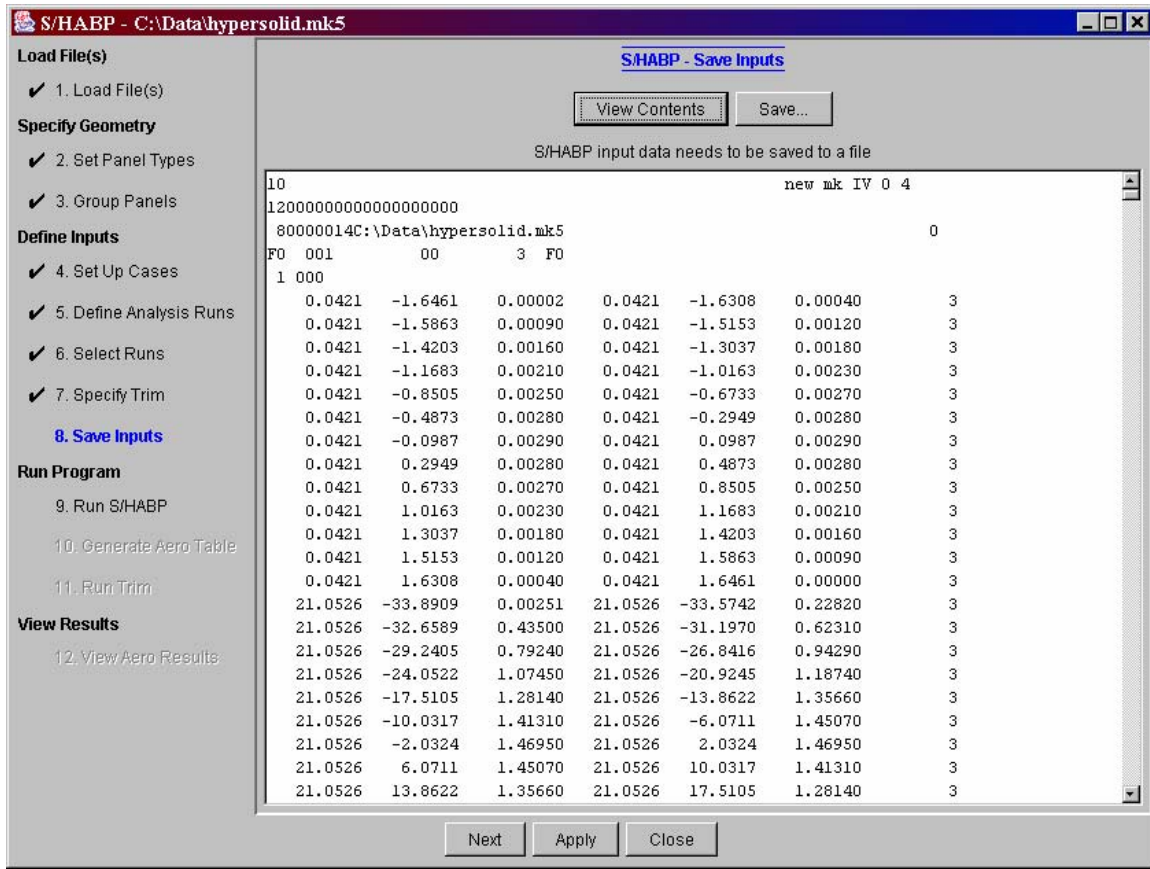 S/HABP - C:\Data\hypersolid.mk5
Load File(s)
✔ 1. Load File(s)
Specify Geometry
✔ 2. Set Panel Types
✔ 3. Group Panels
Define Inputs
✔ 4. Set Up Cases
✔ 5. Define Analysis Runs
✔ 6. Select Runs
✔ 7. Specify Trim
8. Save Inputs
Run Program
9. Run S/HABP
10. Generate Aero Table
11. Run Trim
View Results
12. View Aero Results
S/HABP - Save Inputs
View Contents Save...
S/HABP input data needs to be saved to a file
10 new mk IV 0 4
12000000000000000000
80000014C:\Data\hypersolid.mk5 0
F0 001 00 3 F0
1 000
0.0421 -1.6461 0.00002 0.0421 -1.6308 0.00040 3
0.0421 -1.5863 0.00090 0.0421 -1.5153 0.00120 3
0.0421 -1.4203 0.00160 0.0421 -1.3037 0.00180 3
0.0421 -1.1683 0.00210 0.0421 -1.0163 0.00230 3
0.0421 -0.8505 0.00250 0.0421 -0.6733 0.00270 3
0.0421 -0.4873 0.00280 0.0421 -0.2949 0.00280 3
0.0421 -0.0987 0.00290 0.0421 0.0987 0.00290 3
0.0421 0.2949 0.00280 0.0421 0.4873 0.00280 3
0.0421 0.6733 0.00270 0.0421 0.8505 0.00250 3
0.0421 1.0163 0.00230 0.0421 1.1683 0.00210 3
0.0421 1.3037 0.00180 0.0421 1.4203 0.00160 3
0.0421 1.5153 0.00120 0.0421 1.5863 0.00090 3
0.0421 1.6308 0.00040 0.0421 1.6461 0.00000 3
21.0526 -33.8909 0.00251 21.0526 -33.5742 0.22820 3
21.0526 -32.6589 0.43500 21.0526 -31.1970 0.62310 3
21.0526 -29.2405 0.79240 21.0526 -26.8416 0.94290 3
21.0526 -24.0522 1.07450 21.0526 -20.9245 1.18740 3
21.0526 -17.5105 1.28140 21.0526 -13.8622 1.35660 3
21.0526 -10.0317 1.41310 21.0526 -6.0711 1.45070 3
21.0526 -2.0324 1.46950 21.0526 2.0324 1.46950 3
21.0526 6.0711 1.45070 21.0526 10.0317 1.41310 3
21.0526 13.8622 1.35660 21.0526 17.5105 1.28140 3
Next Apply Close